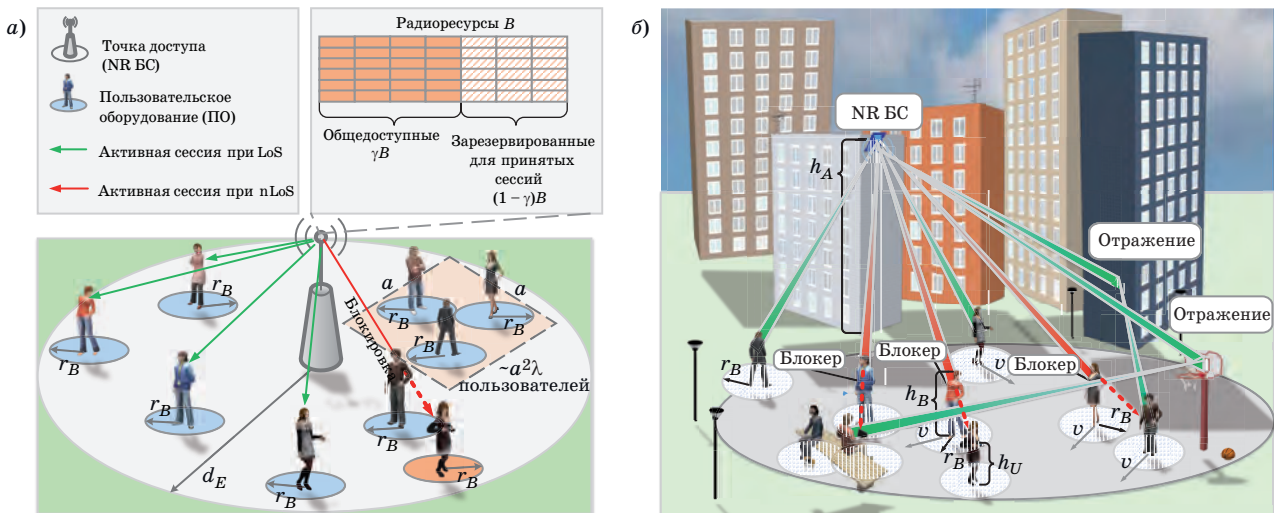 а)
Точка доступа
(NR БС)
Пользовательское
оборудование (ПО)
Активная сессия при LoS
Активная сессия при nLoS
Радиоресурсы B
Общедоступные
γB
Зарезервированные
для принятых
сессий
(1 − γ)B
r_B
r_B
r_B
r_B
r_B
r_B
r_B
r_B
r_B
a
a
Блокировка
~a²λ
пользователей
d_E
б)
NR БС
h_A
Отражение
Отражение
Блокер
Блокер
Блокер
r_B
v
h_B
v
r_B
h_U
v
r_B
v